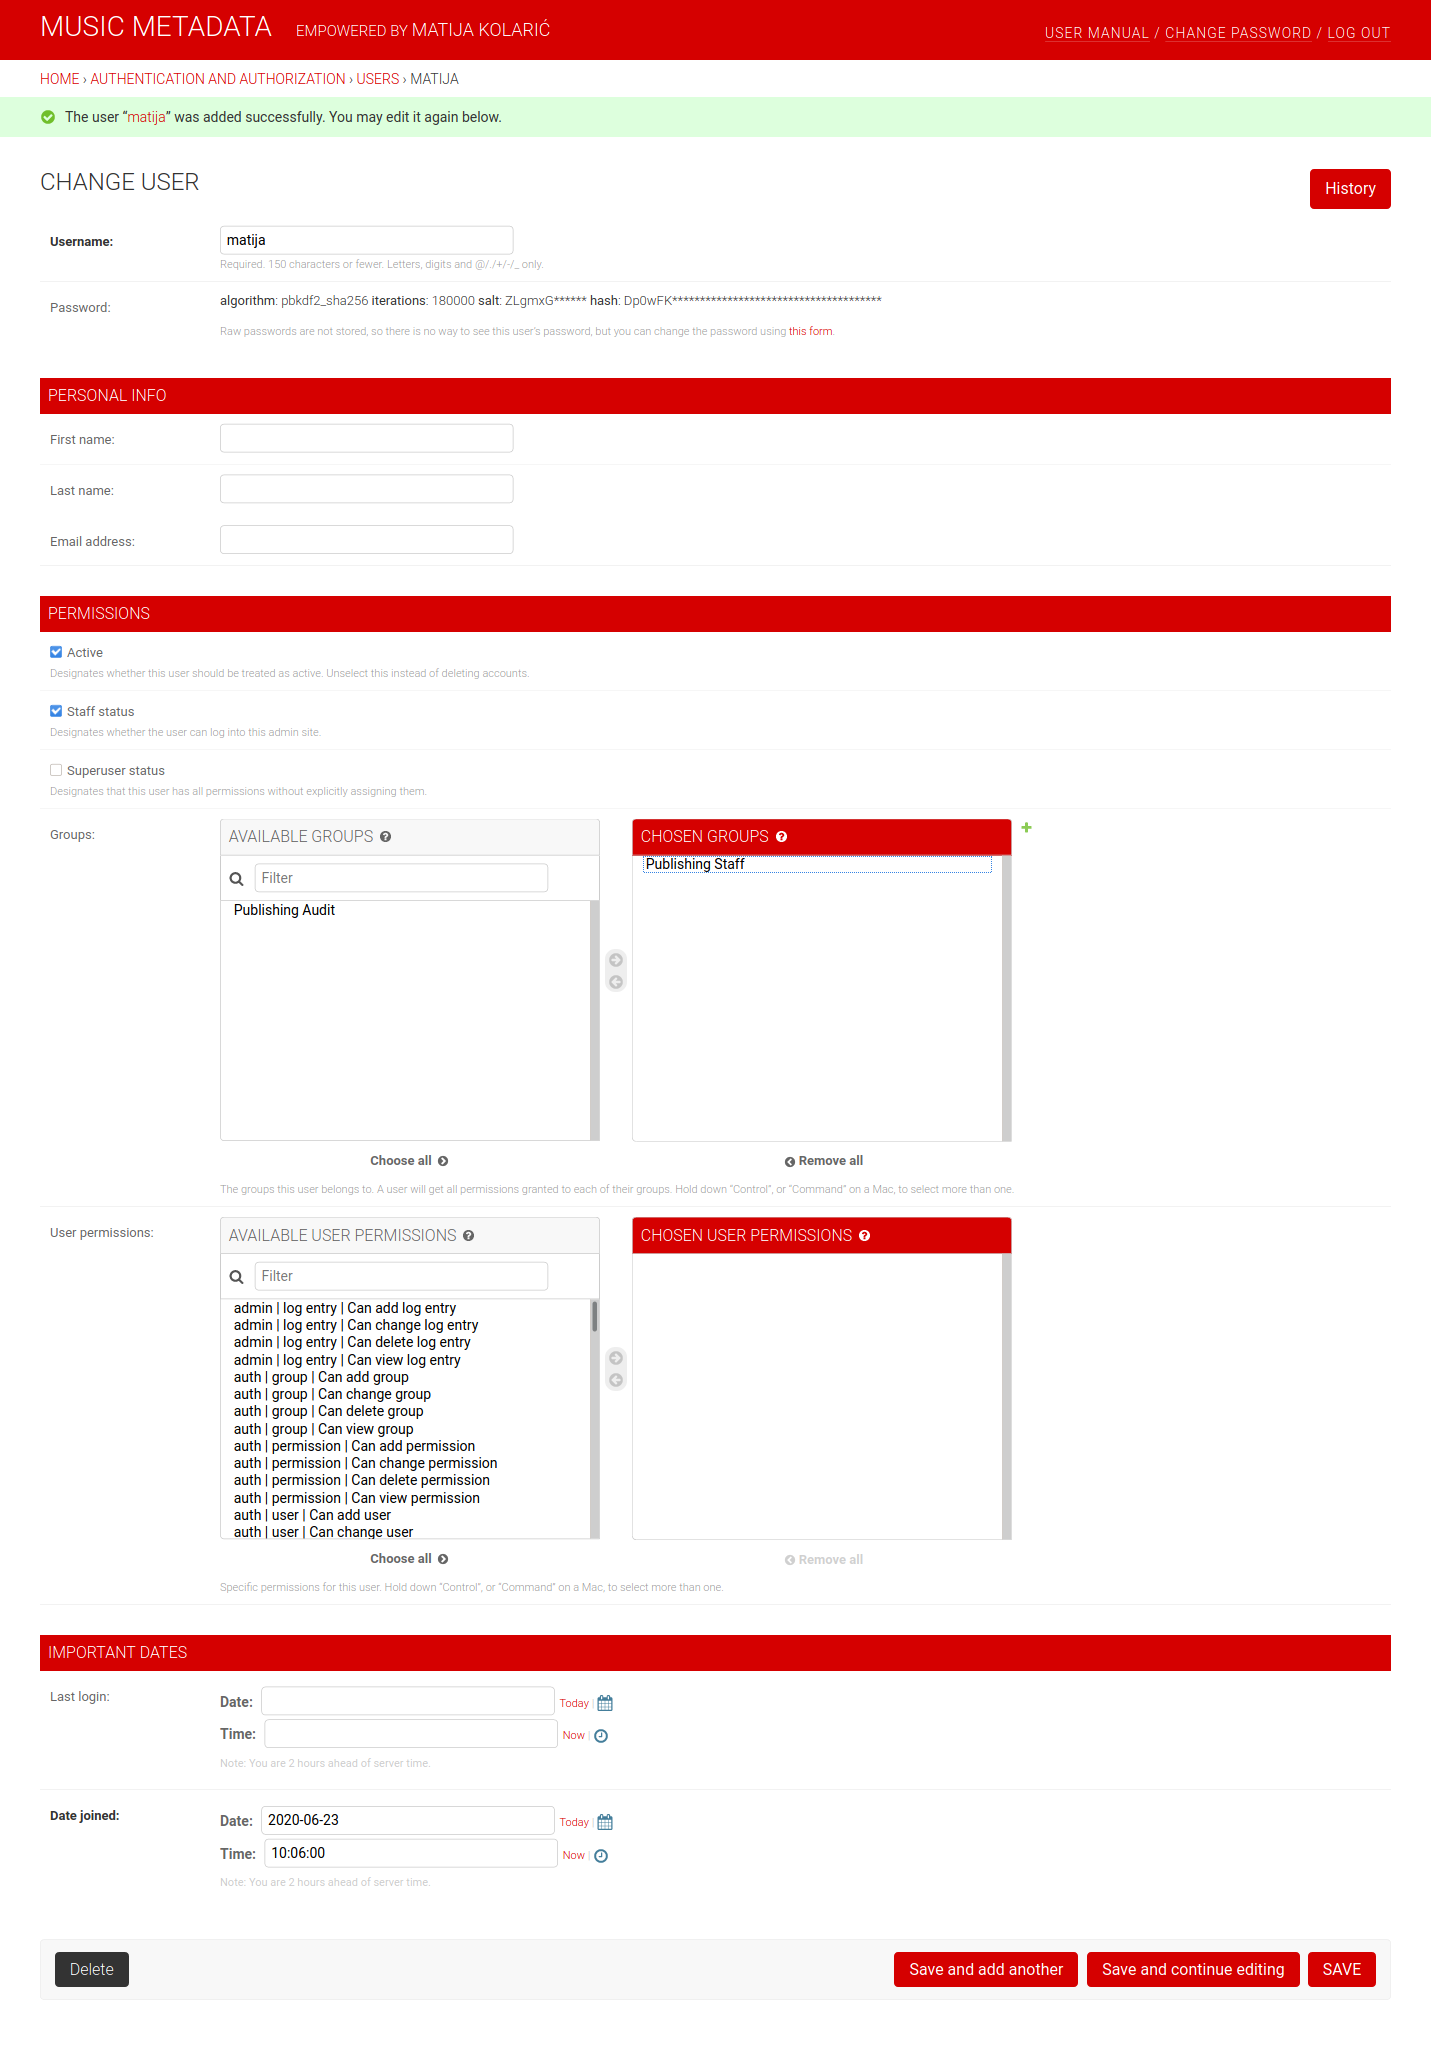 MUSIC METADATA EMPOWERED BY MATIJA KOLARIĆ
USER MANUAL / CHANGE PASSWORD / LOG OUT
HOME › AUTHENTICATION AND AUTHORIZATION › USERS › MATIJA
The user “matija” was added successfully. You may edit it again below.
CHANGE USER
History
Username: matija
Required. 150 characters or fewer. Letters, digits and @/./+/-/_ only.
Password: algorithm: pbkdf2_sha256 iterations: 180000 salt: ZLgmxG****** hash: Dp0wFK**************************************
Raw passwords are not stored, so there is no way to see this user's password, but you can change the password using this form.
PERSONAL INFO
First name:
Last name:
Email address:
PERMISSIONS
Active
Designates whether this user should be treated as active. Unselect this instead of deleting accounts.
Staff status
Designates whether the user can log into this admin site.
Superuser status
Designates that this user has all permissions without explicitly assigning them.
Groups:
AVAILABLE GROUPS
Filter
Publishing Audit
Choose all
CHOSEN GROUPS
Publishing Staff
Remove all
The groups this user belongs to. A user will get all permissions granted to each of their groups. Hold down “Control”, or “Command” on a Mac, to select more than one.
User permissions:
AVAILABLE USER PERMISSIONS
Filter
admin | log entry | Can add log entry
admin | log entry | Can change log entry
admin | log entry | Can delete log entry
admin | log entry | Can view log entry
auth | group | Can add group
auth | group | Can change group
auth | group | Can delete group
auth | group | Can view group
auth | permission | Can add permission
auth | permission | Can change permission
auth | permission | Can delete permission
auth | permission | Can view permission
auth | user | Can add user
auth | user | Can change user
Choose all
CHOSEN USER PERMISSIONS
Remove all
Specific permissions for this user. Hold down “Control”, or “Command” on a Mac, to select more than one.
IMPORTANT DATES
Last login:
Date: Today |
Time: Now |
Note: You are 2 hours ahead of server time.
Date joined:
Date: 2020-06-23 Today |
Time: 10:06:00 Now |
Note: You are 2 hours ahead of server time.
Delete
Save and add another
Save and continue editing
SAVE